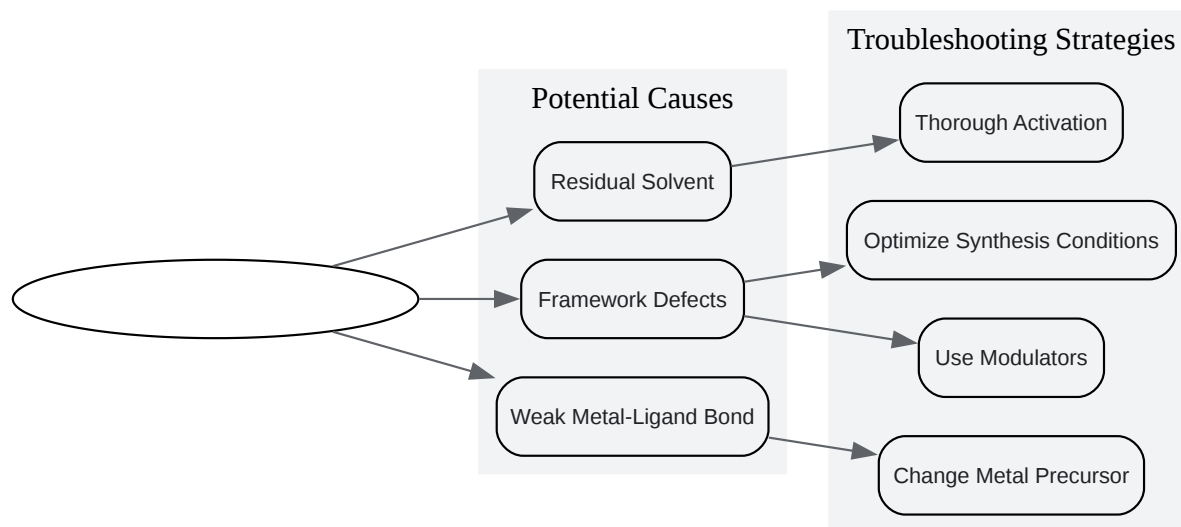 Troubleshooting Strategies
Potential Causes
Thorough Activation
Residual Solvent
Optimize Synthesis Conditions
Framework Defects
Use Modulators
Weak Metal-Ligand Bond
Change Metal Precursor